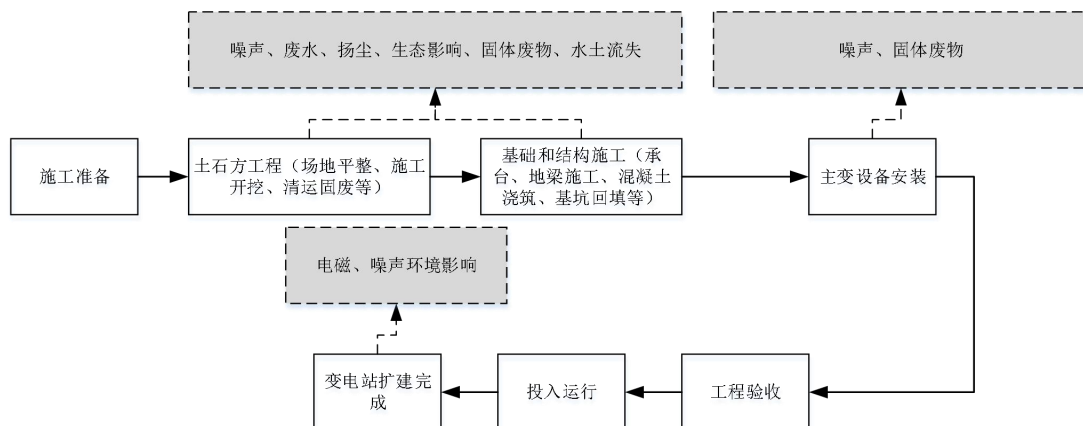 噪声、废水、扬尘、生态影响、固体废物、水土流失
噪声、固体废物
施工准备
土石方工程（场地平整、施工
开挖、清运固废等）
基础和结构施工（承
台、地梁施工、混凝土
浇筑、基坑回填等）
主变设备安装
电磁、噪声环境影响
变电站扩建完
成
投入运行
工程验收